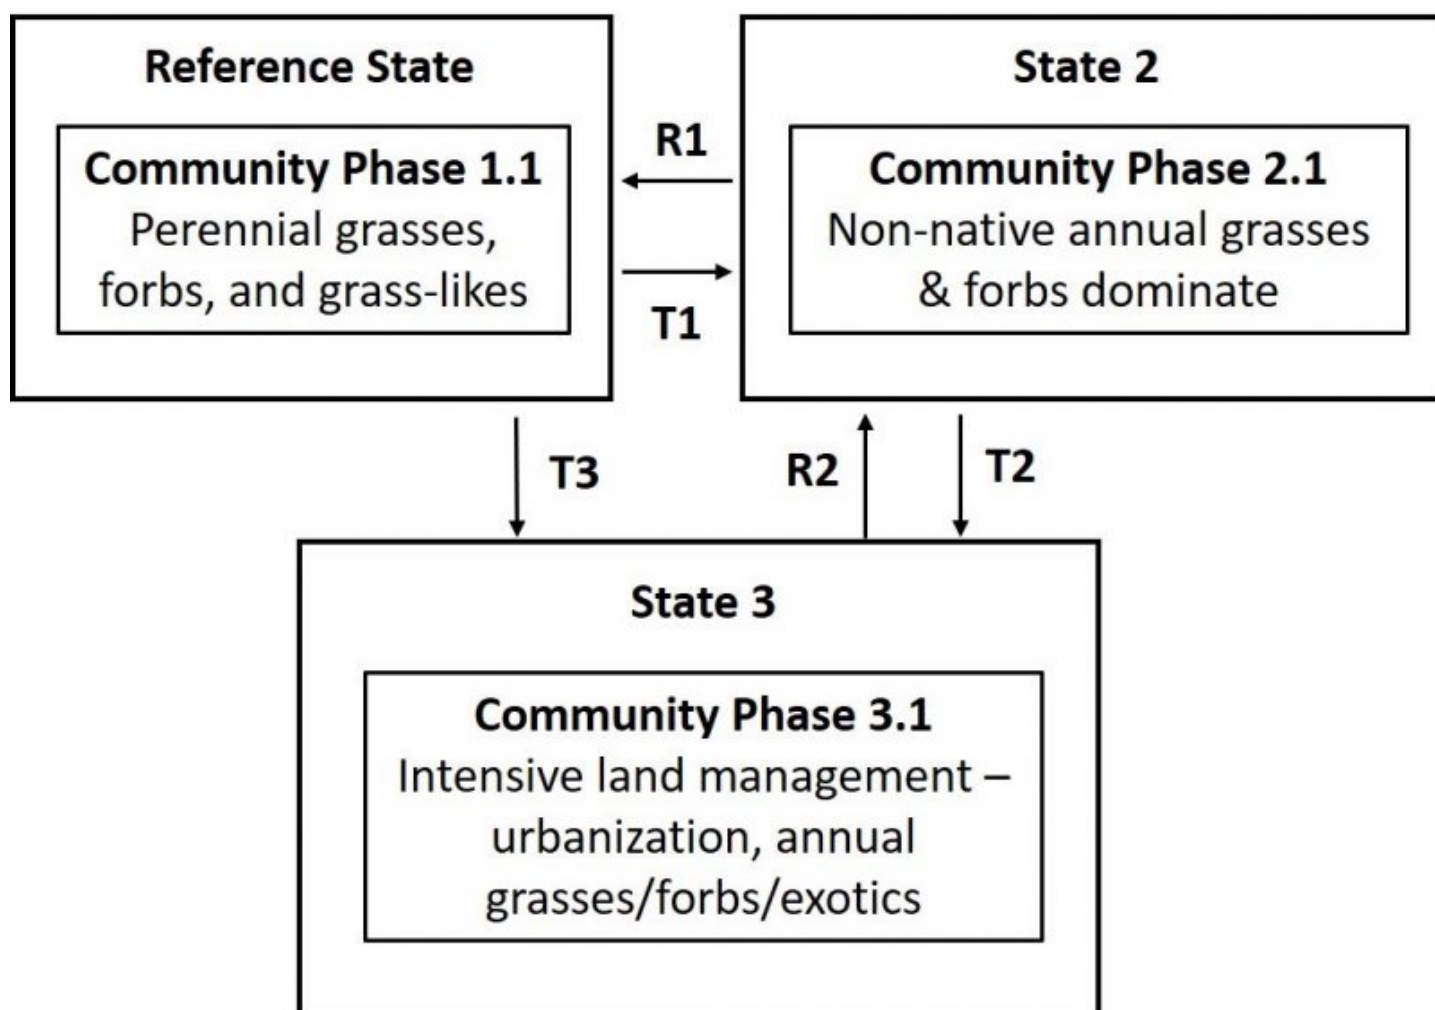 Reference State
Community Phase 1.1
Perennial grasses,
forbs, and grass-likes
R1
T1
State 2
Community Phase 2.1
Non-native annual grasses
& forbs dominate
T3
R2
T2
State 3
Community Phase 3.1
Intensive land management –
urbanization, annual
grasses/forbs/exotics